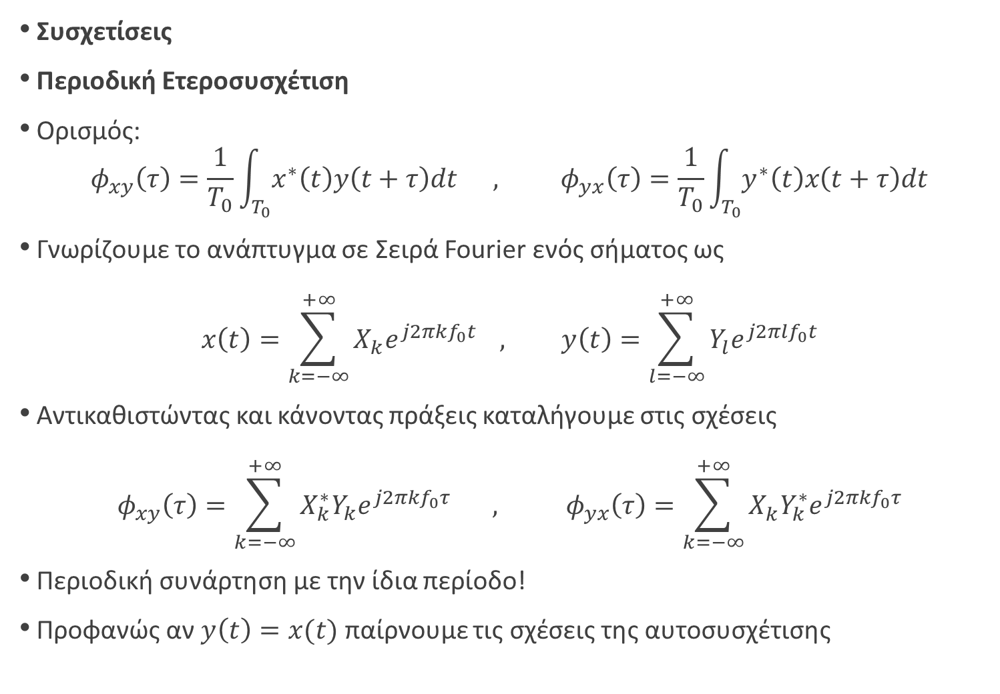 • Συσχετίσεις
• Περιοδική Ετεροσυσχέτιση
• Ορισμός:
$\phi_{xy}(\tau) = \frac{1}{T_0} \int_{T_0} x^*(t)y(t+\tau)dt \quad , \quad \phi_{yx}(\tau) = \frac{1}{T_0} \int_{T_0} y^*(t)x(t+\tau)dt$
• Γνωρίζουμε το ανάπτυγμα σε Σειρά Fourier ενός σήματος ως
$x(t) = \sum_{k=-\infty}^{+\infty} X_k e^{j2\pi k f_0 t} \quad , \quad y(t) = \sum_{l=-\infty}^{+\infty} Y_l e^{j2\pi l f_0 t}$
• Αντικαθιστώντας και κάνοντας πράξεις καταλήγουμε στις σχέσεις
$\phi_{xy}(\tau) = \sum_{k=-\infty}^{+\infty} X_k^* Y_k e^{j2\pi k f_0 \tau} \quad , \quad \phi_{yx}(\tau) = \sum_{k=-\infty}^{+\infty} X_k Y_k^* e^{j2\pi k f_0 \tau}$
• Περιοδική συνάρτηση με την ίδια περίοδο!
• Προφανώς αν $y(t) = x(t)$ παίρνουμε τις σχέσεις της αυτοσυσχέτισης